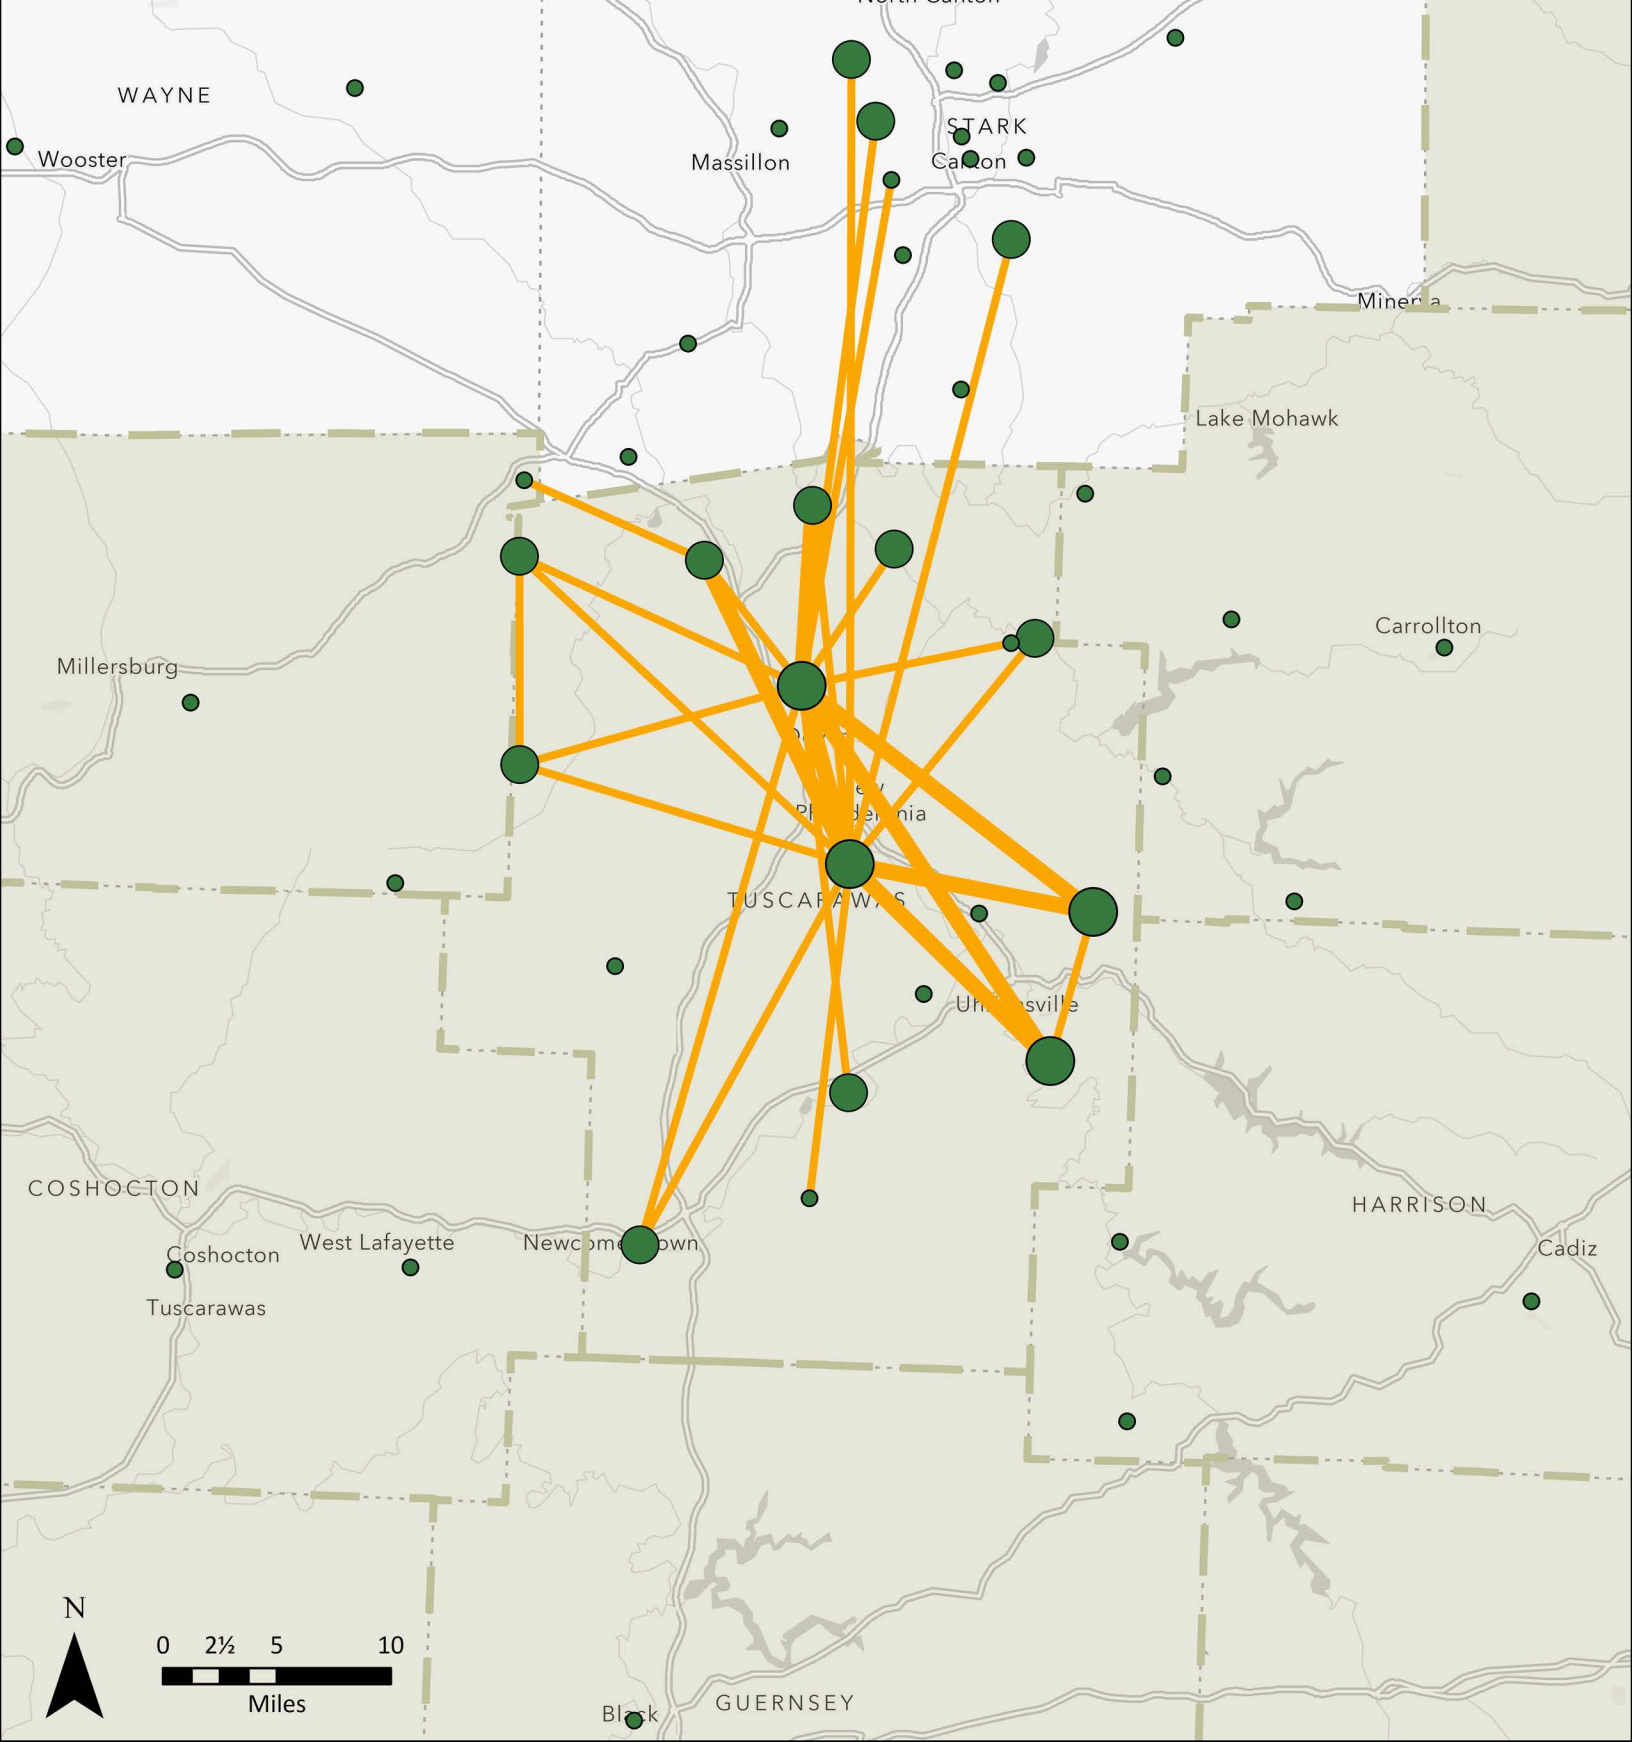 WAYNE
Wooster
Massillon
STARK
Minerva
Lake Mohawk
Carrollton
Millersburg
TUSCARAWAS
COSHOCTON
HARRISON
Coshocton
West Lafayette
Cadiz
Tuscarawas
N
0 2½ 5 10
Miles
GUERNSEY